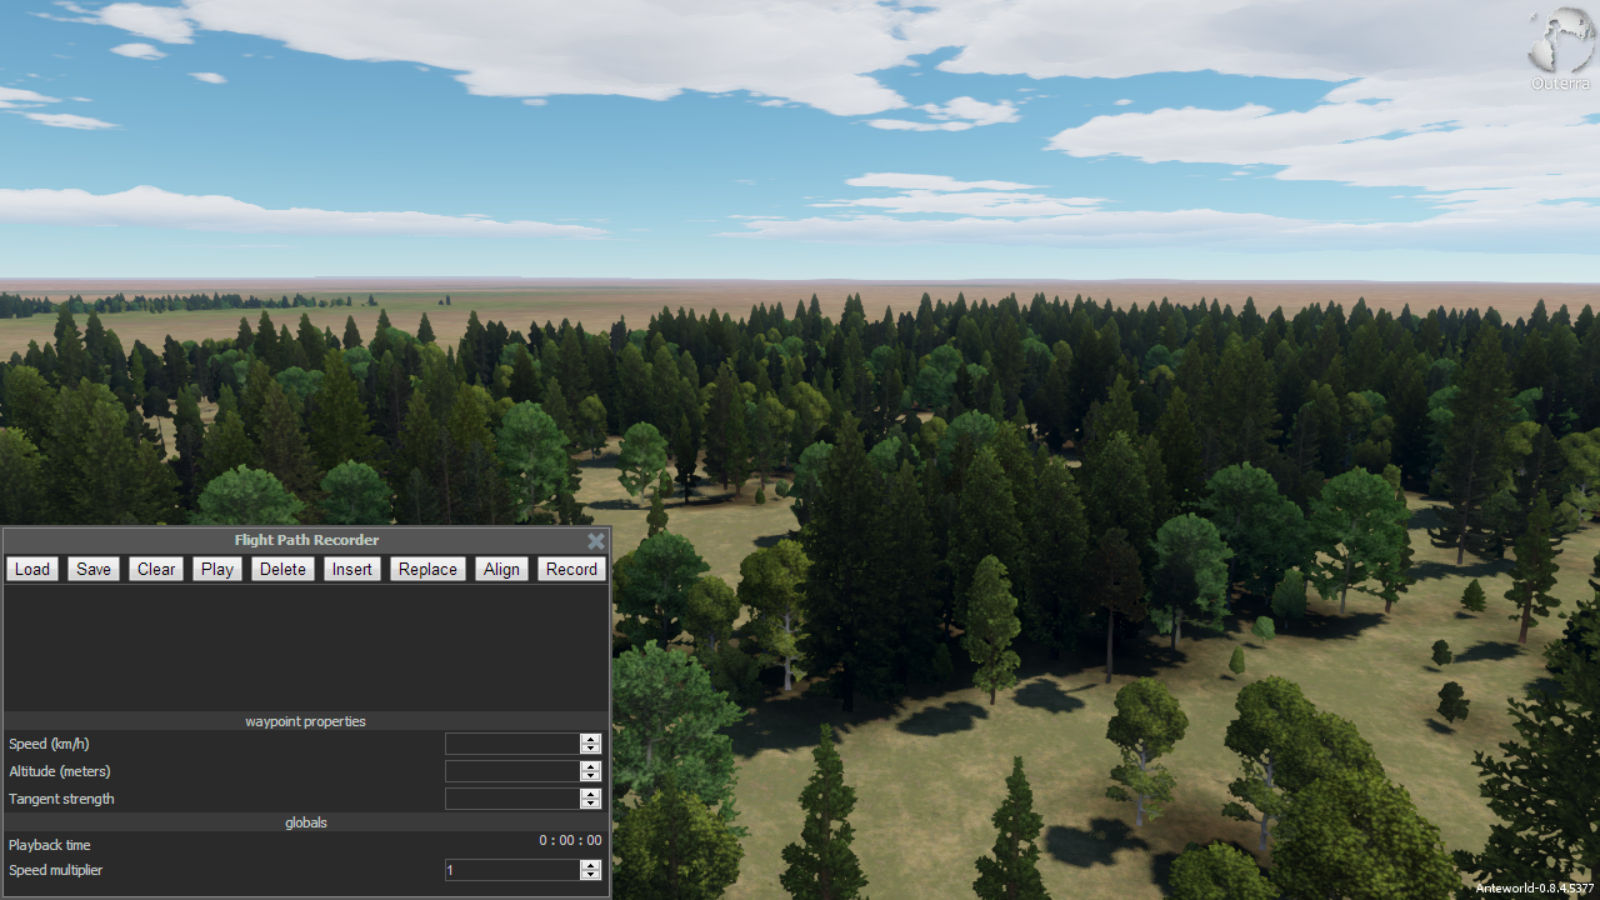 Outerra
Flight Path Recorder
Load Save Clear Play Delete Insert Replace Align Record
waypoint properties
Speed (km/h)
Altitude (meters)
Tangent strength
globals
Playback time 0 : 00 : 00
Speed multiplier 1
Anteworld-0.8.4.5377